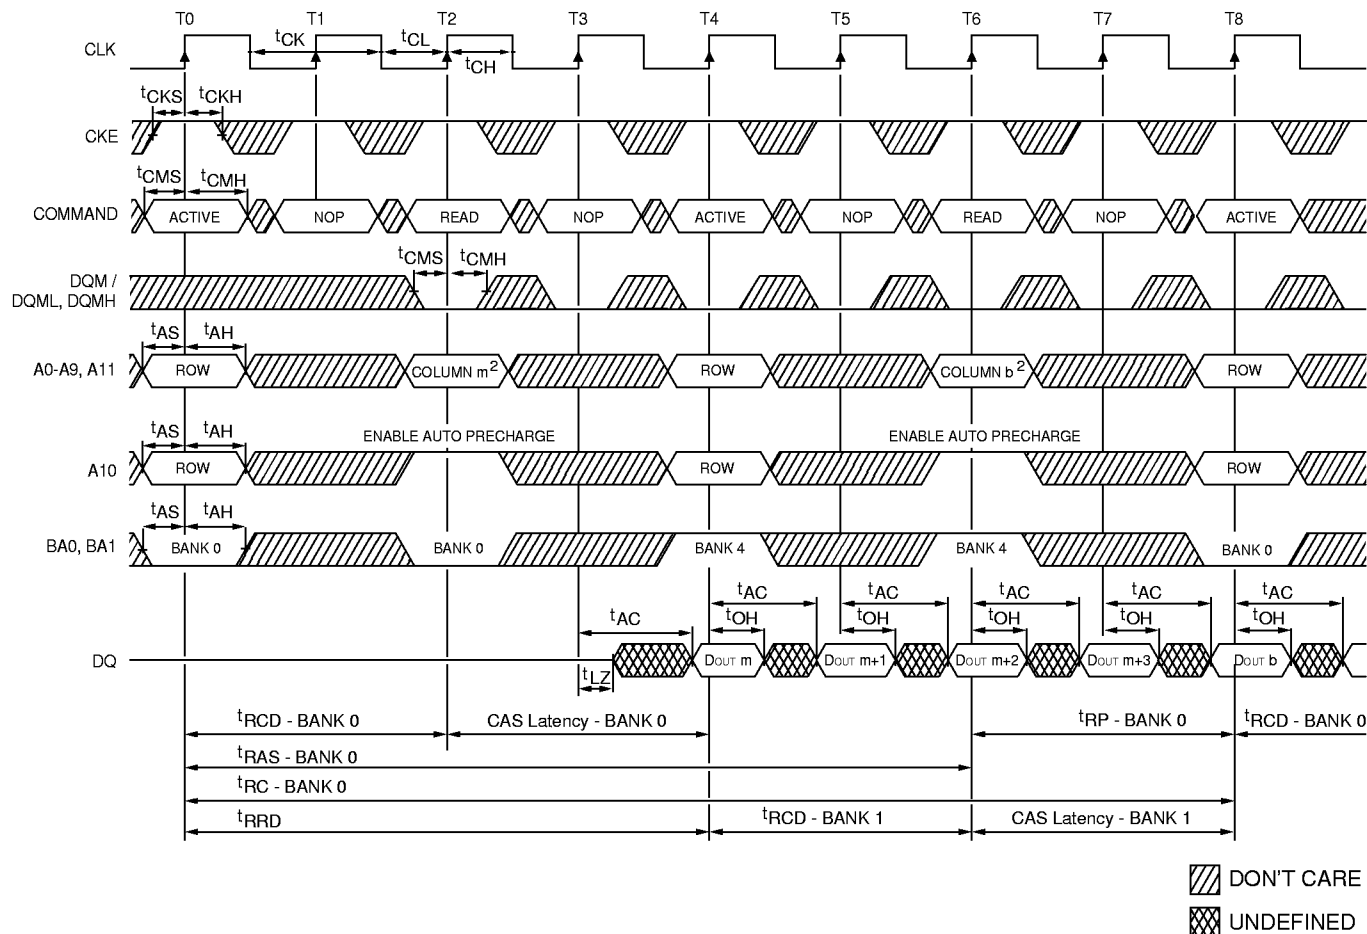 T0 T1 T2 T3 T4 T5 T6 T7 T8
CLK
tCK tCL
tCH
tCKS tCKH
CKE
tCMS tCMH
COMMAND ACTIVE NOP READ NOP ACTIVE NOP READ NOP ACTIVE
tCMS tCMH
DQM /
DQML, DQMH
tAS tAH
A0-A9, A11 ROW COLUMN m2 ROW COLUMN b2 ROW
tAS tAH ENABLE AUTO PRECHARGE ENABLE AUTO PRECHARGE
A10 ROW ROW ROW
tAS tAH
BA0, BA1 BANK 0 BANK 0 BANK 4 BANK 4 BANK 0
tAC tAC tAC tAC tAC
tAC tOH tOH tOH tOH tOH
DQ DOUT m DOUT m+1 DOUT m+2 DOUT m+3 DOUT b
tLZ
tRCD - BANK 0 CAS Latency - BANK 0 tRP - BANK 0 tRCD - BANK 0
tRAS - BANK 0
tRC - BANK 0
tRRD tRCD - BANK 1 CAS Latency - BANK 1
DON'T CARE
UNDEFINED